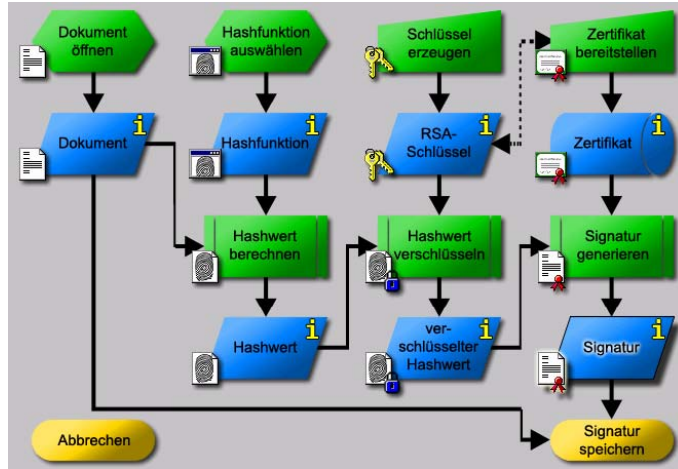 Dokument
öffnen
Hashfunktion
auswählen
Schlüssel
erzeugen
Zertifikat
bereitstellen
Dokument
i
Hashfunktion
i
RSA-
Schlüssel
i
Zertifikat
i
Hashwert
berechnen
Hashwert
verschlüsseln
Signatur
generieren
Hashwert
i
ver-
schlüsselter
Hashwert
i
Signatur
i
Abbrechen
Signatur
speichern